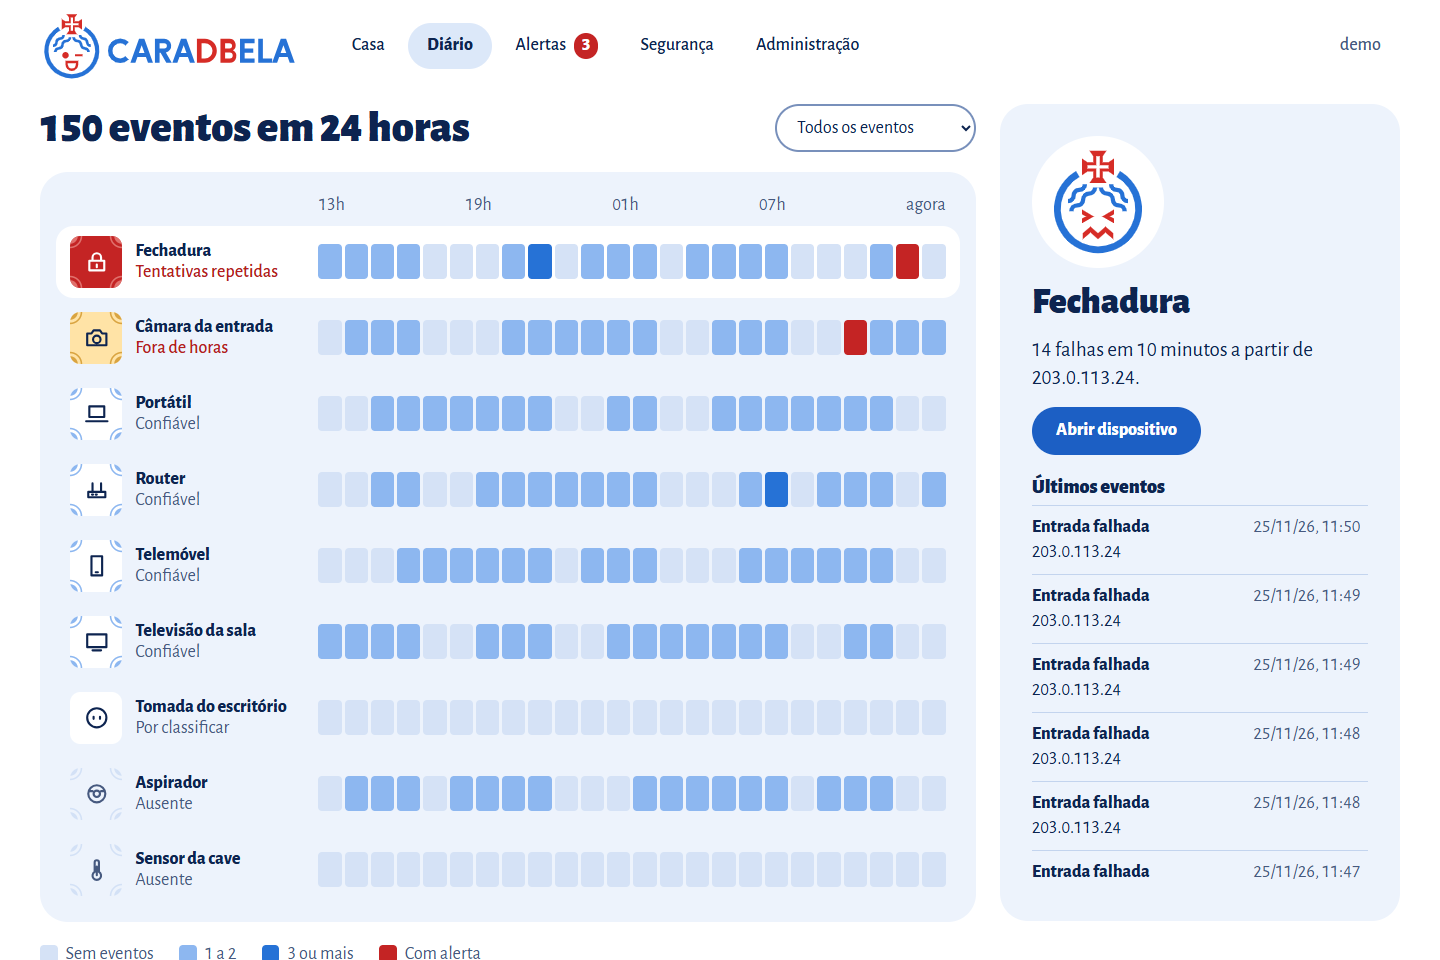 CARADBELA
Casa
Diário
Alertas 3
Segurança
Administração
demo
150 eventos em 24 horas
Todos os eventos
13h 19h 01h 07h agora
Fechadura
Tentativas repetidas
Câmara da entrada
Fora de horas
Portátil
Confiável
Router
Confiável
Telemóvel
Confiável
Televisão da sala
Confiável
Tomada do escritório
Por classificar
Aspirador
Ausente
Sensor da cave
Ausente
Sem eventos
1 a 2
3 ou mais
Com alerta
Fechadura
14 falhas em 10 minutos a partir de
203.0.113.24.
Abrir dispositivo
Últimos eventos
Entrada falhada 25/11/26, 11:50
203.0.113.24
Entrada falhada 25/11/26, 11:49
203.0.113.24
Entrada falhada 25/11/26, 11:49
203.0.113.24
Entrada falhada 25/11/26, 11:48
203.0.113.24
Entrada falhada 25/11/26, 11:48
203.0.113.24
Entrada falhada 25/11/26, 11:47